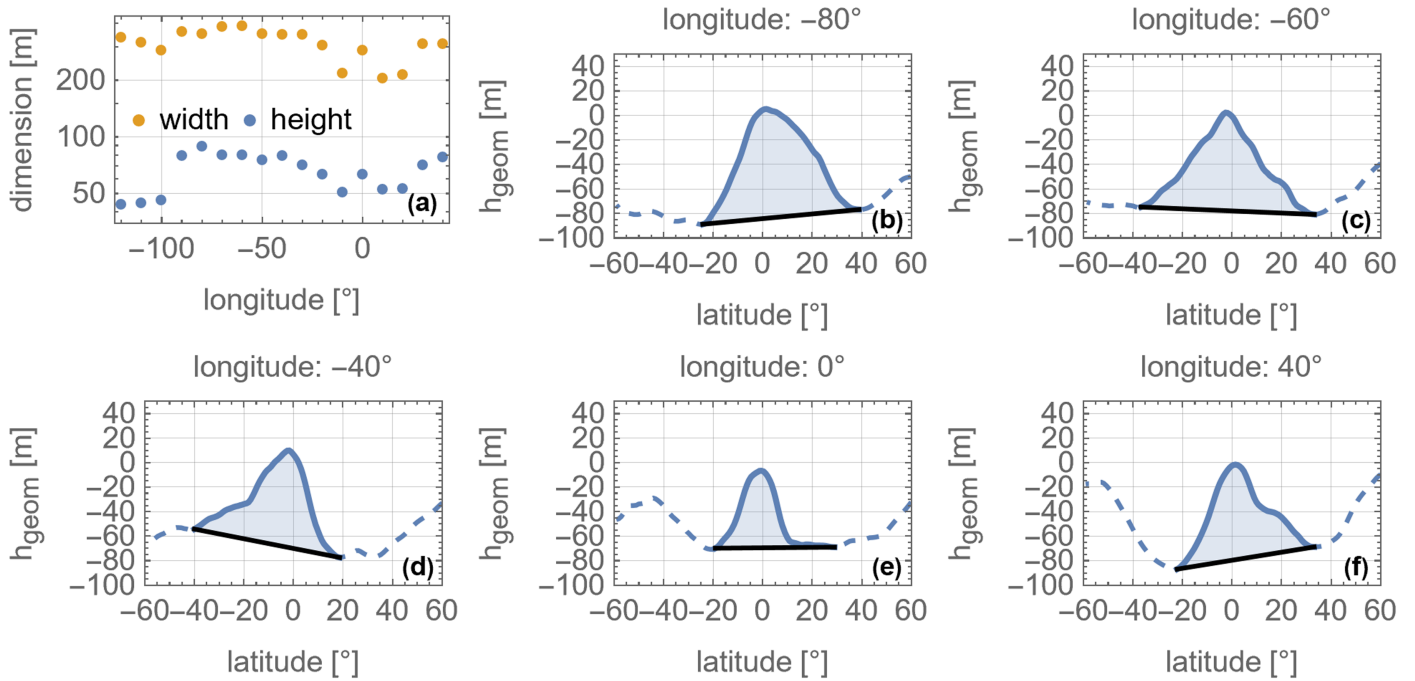 longitude: −80°
longitude: −60°
dimension [m]
200
100
50
width
height
(a)
−100 −50 0
longitude [°]
h_geom [m]
40
20
0
−20
−40
−60
−80
−100
(b)
−60 −40 −20 0 20 40 60
latitude [°]
h_geom [m]
40
20
0
−20
−40
−60
−80
−100
(c)
−60 −40 −20 0 20 40 60
latitude [°]
longitude: −40°
longitude: 0°
longitude: 40°
h_geom [m]
40
20
0
−20
−40
−60
−80
−100
(d)
−60 −40 −20 0 20 40 60
latitude [°]
h_geom [m]
40
20
0
−20
−40
−60
−80
−100
(e)
−60 −40 −20 0 20 40 60
latitude [°]
h_geom [m]
40
20
0
−20
−40
−60
−80
−100
(f)
−60 −40 −20 0 20 40 60
latitude [°]